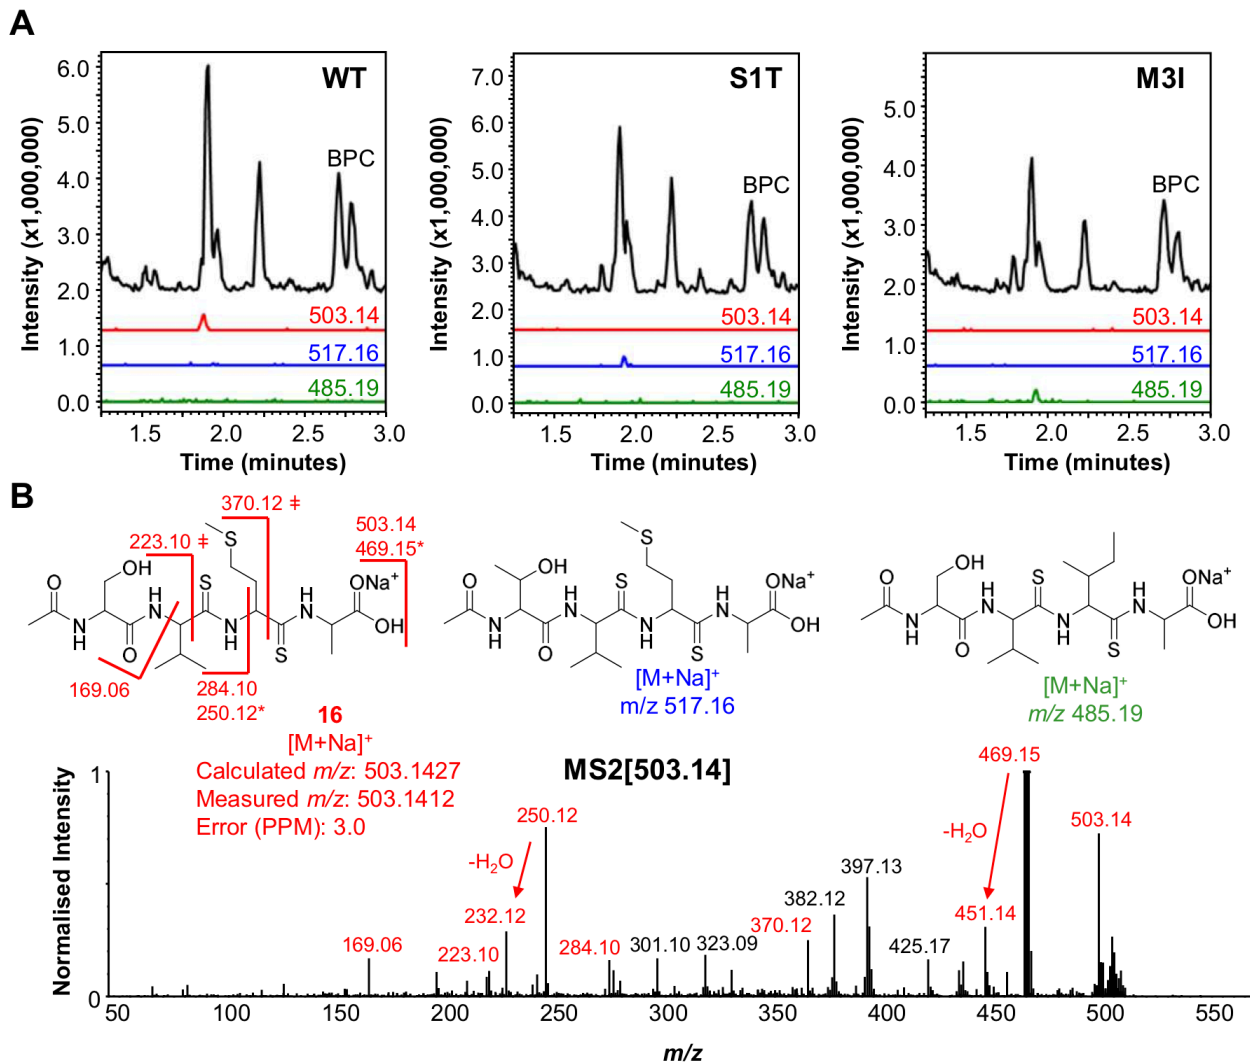 A
WT
S1T
M3I
Intensity (x1,000,000)
6.0
5.0
4.0
3.0
2.0
1.0
0.0
BPC
503.14
517.16
485.19
1.5
2.0
2.5
3.0
Time (minutes)
Intensity (x1,000,000)
7.0
6.0
5.0
4.0
3.0
2.0
1.0
0.0
BPC
503.14
517.16
485.19
1.5
2.0
2.5
3.0
Time (minutes)
Intensity (x1,000,000)
5.0
4.0
3.0
2.0
1.0
0.0
BPC
503.14
517.16
485.19
1.5
2.0
2.5
3.0
Time (minutes)
B
370.12 ‡
223.10 ‡
503.14
469.15*
S
OH
O
H
N
S
H
N
ONa⁺
OH
N
H
O
N
H
S
169.06
284.10
250.12*
16
[M+Na]⁺
Calculated m/z: 503.1427
Measured m/z: 503.1412
Error (PPM): 3.0
S
OH
O
H
N
S
H
N
ONa⁺
OH
N
H
O
N
H
S
[M+Na]⁺
m/z 517.16
OH
O
H
N
S
H
N
ONa⁺
OH
N
H
O
N
H
S
[M+Na]⁺
m/z 485.19
MS2[503.14]
Normalised Intensity
1
0
169.06
223.10
232.12
-H₂O
250.12
284.10
301.10
323.09
370.12
382.12
397.13
425.17
451.14
-H₂O
469.15
503.14
50
100
150
200
250
300
350
400
450
500
550
m/z